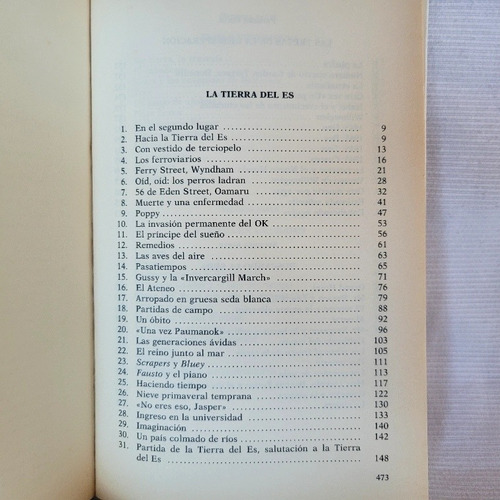 LA TIERRA DEL ES
1. En el segundo lugar . . . . . . . . . . . . . . . . . . . . 9
2. Hacia la Tierra del Es . . . . . . . . . . . . . . . . . . . . 9
3. Con vestido de terciopelo . . . . . . . . . . . . . . . . . . . . 13
4. Los ferroviarios . . . . . . . . . . . . . . . . . . . . 16
5. Ferry Street, Wyndham . . . . . . . . . . . . . . . . . . . . 21
6. Oíd, oíd: los perros ladran . . . . . . . . . . . . . . . . . . . . 28
7. 56 de Eden Street, Oamaru . . . . . . . . . . . . . . . . . . . . 32
8. Muerte y una enfermedad . . . . . . . . . . . . . . . . . . . . 41
9. Poppy . . . . . . . . . . . . . . . . . . . . 47
10. La invasión permanente del OK . . . . . . . . . . . . . . . . . . . . 53
11. El príncipe del sueño . . . . . . . . . . . . . . . . . . . . 56
12. Remedios . . . . . . . . . . . . . . . . . . . . 61
13. Las aves del aire . . . . . . . . . . . . . . . . . . . . 63
14. Pasatiempos . . . . . . . . . . . . . . . . . . . . 65
15. Gussy y la «Invercargill March» . . . . . . . . . . . . . . . . . . . . 71
16. El Ateneo . . . . . . . . . . . . . . . . . . . . 76
17. Arropado en gruesa seda blanca . . . . . . . . . . . . . . . . . . . . 79
18. Partidas de campo . . . . . . . . . . . . . . . . . . . . 88
19. Un óbito . . . . . . . . . . . . . . . . . . . . 92
20. «Una vez Paumanok» . . . . . . . . . . . . . . . . . . . . 96
21. Las generaciones ávidas . . . . . . . . . . . . . . . . . . . . 103
22. El reino junto al mar . . . . . . . . . . . . . . . . . . . . 105
23. Scrapers y Bluey . . . . . . . . . . . . . . . . . . . . 111
24. Fausto y el piano . . . . . . . . . . . . . . . . . . . . 113
25. Haciendo tiempo . . . . . . . . . . . . . . . . . . . . 117
26. Nieve primaveral temprana . . . . . . . . . . . . . . . . . . . . 122
27. «No eres eso, Jasper» . . . . . . . . . . . . . . . . . . . . 130
28. Ingreso en la universidad . . . . . . . . . . . . . . . . . . . . 133
29. Imaginación . . . . . . . . . . . . . . . . . . . . 140
30. Un país colmado de ríos . . . . . . . . . . . . . . . . . . . . 142
31. Partida de la Tierra del Es, salutación a la Tierra
del Es . . . . . . . . . . . . . . . . . . . . 148
473